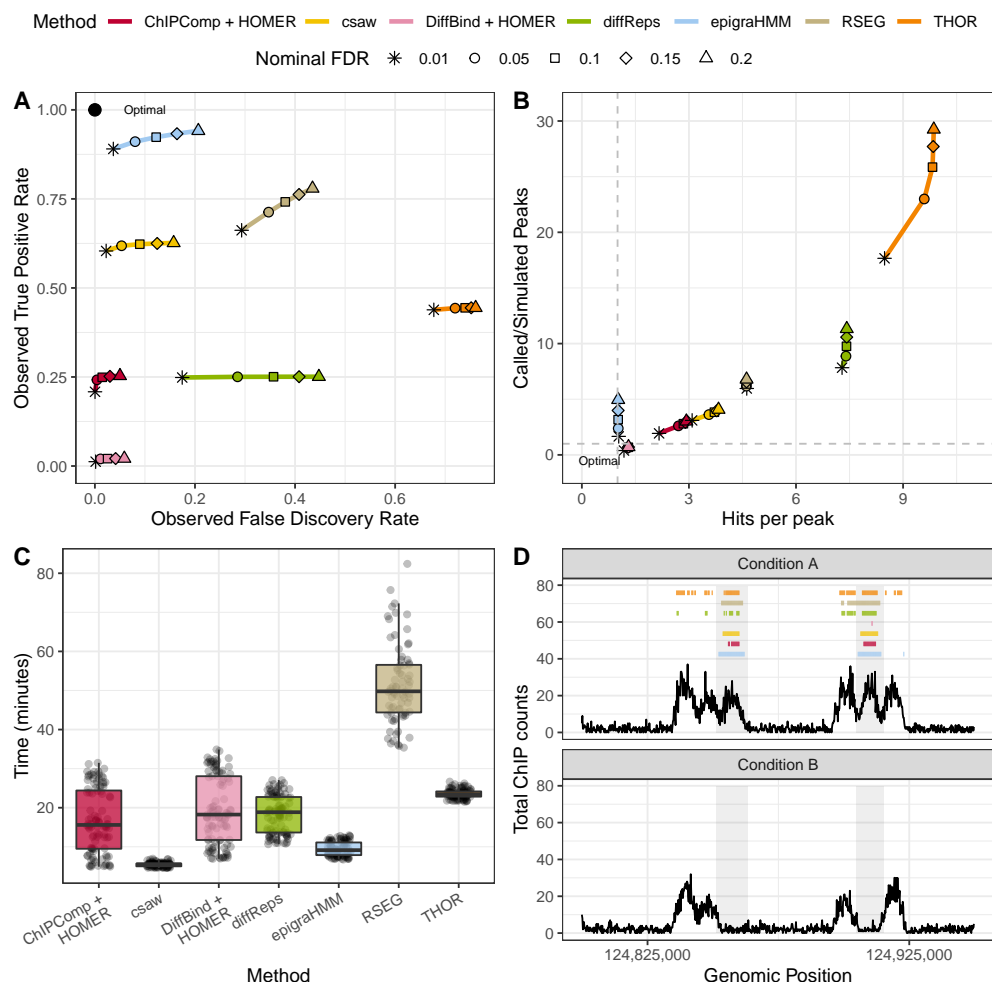 Method ChIPComp + HOMER csaw DiffBind + HOMER diffReps epigraHMM RSEG THOR
Nominal FDR 0.01 0.05 0.1 0.15 0.2
A
Optimal
1.00
0.75
0.50
0.25
0.00
Observed True Positive Rate
0.0 0.2 0.4 0.6
Observed False Discovery Rate
B
30
20
10
0
Called/Simulated Peaks
Optimal
0 3 6 9
Hits per peak
C
80
60
40
20
Time (minutes)
ChIPComp +
HOMER
csaw
DiffBind +
HOMER
diffReps
epigraHMM
RSEG
THOR
Method
D
Condition A
80
60
40
20
0
Total ChIP counts
Condition B
80
60
40
20
0
124,825,000 124,925,000
Genomic Position